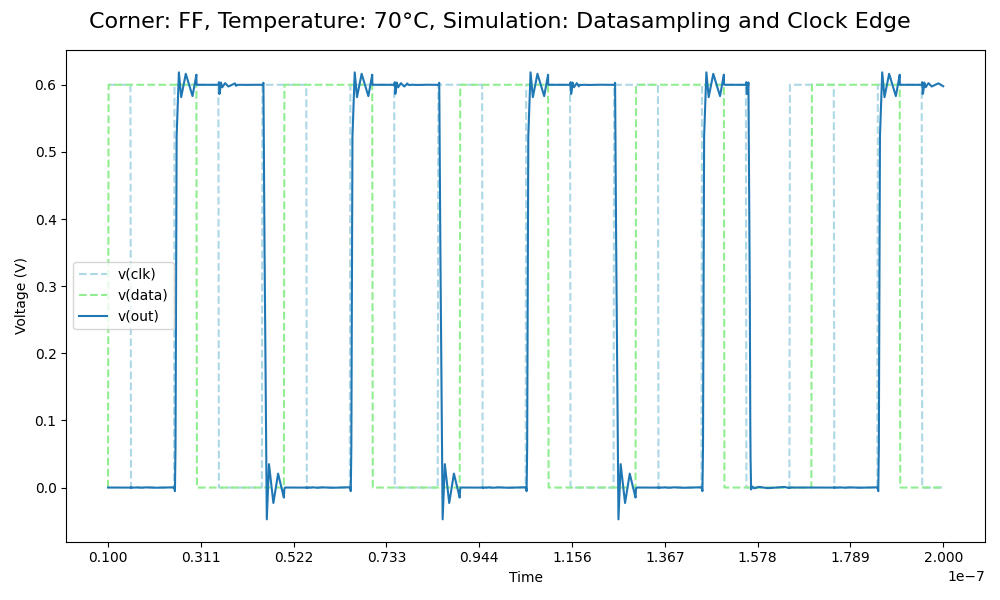 Corner: FF, Temperature: 70°C, Simulation: Datasampling and Clock Edge
Voltage (V)
0.6
0.5
0.4
0.3
0.2
0.1
0.0
v(clk)
v(data)
v(out)
0.100 0.311 0.522 0.733 0.944 1.156 1.367 1.578 1.789 2.000
Time
1e−7